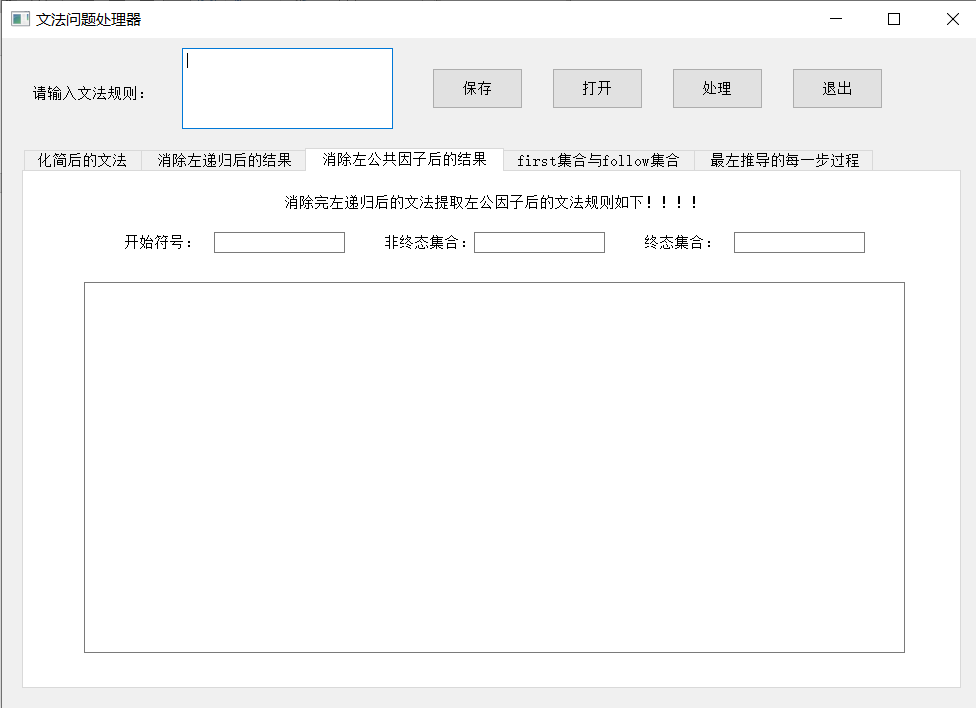 文法问题处理器
请输入文法规则：
保存
打开
处理
退出
化简后的文法
消除左递归后的结果
消除左公共因子后的结果
first集合与follow集合
最左推导的每一步过程
消除完左递归后的文法提取左公因子后的文法规则如下！！！！
开始符号：
非终态集合：
终态集合：